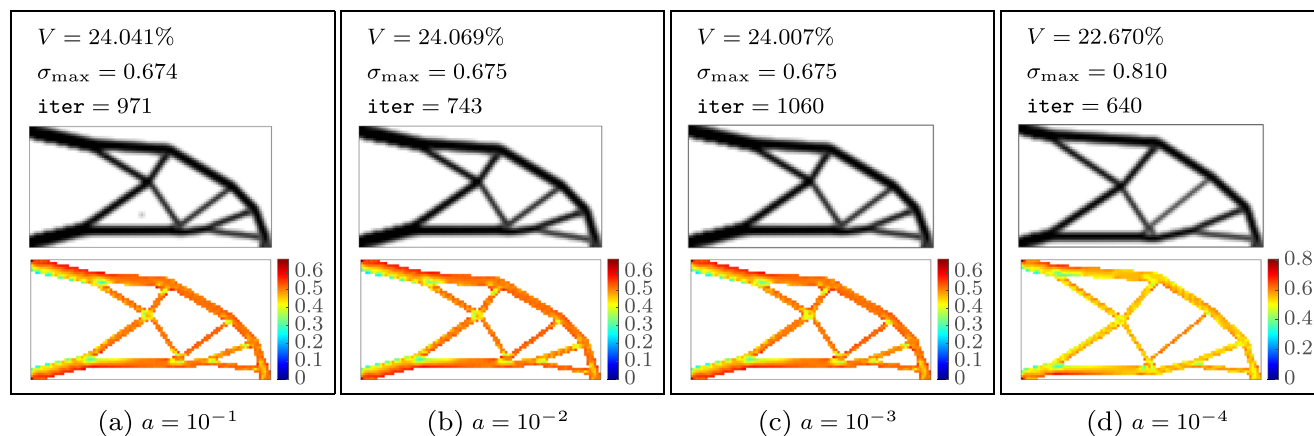 V = 24.041%
σmax = 0.674
iter = 971
0.6
0.5
0.4
0.3
0.2
0.1
0
(a) a = 10⁻¹
V = 24.069%
σmax = 0.675
iter = 743
0.6
0.5
0.4
0.3
0.2
0.1
0
(b) a = 10⁻²
V = 24.007%
σmax = 0.675
iter = 1060
0.6
0.5
0.4
0.3
0.2
0.1
0
(c) a = 10⁻³
V = 22.670%
σmax = 0.810
iter = 640
0.8
0.6
0.4
0.2
0
(d) a = 10⁻⁴